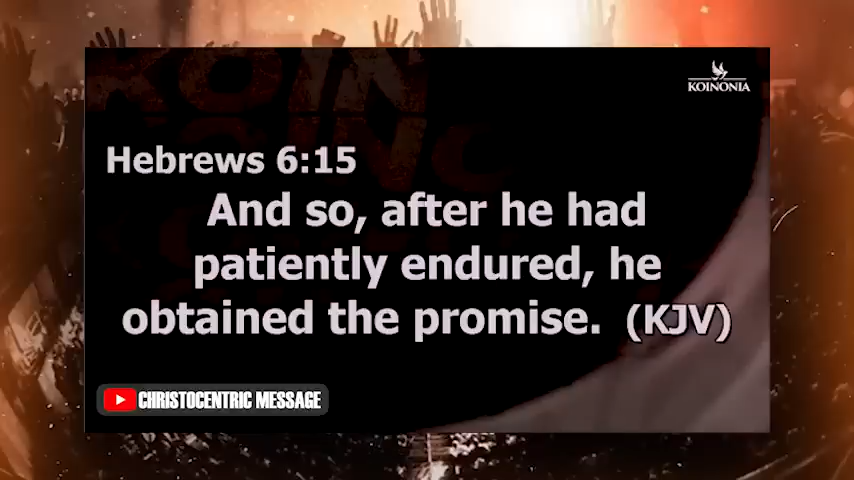 KOINONIA
Hebrews 6:15
And so, after he had
patiently endured, he
obtained the promise. (KJV)
CHRISTOCENTRIC MESSAGE